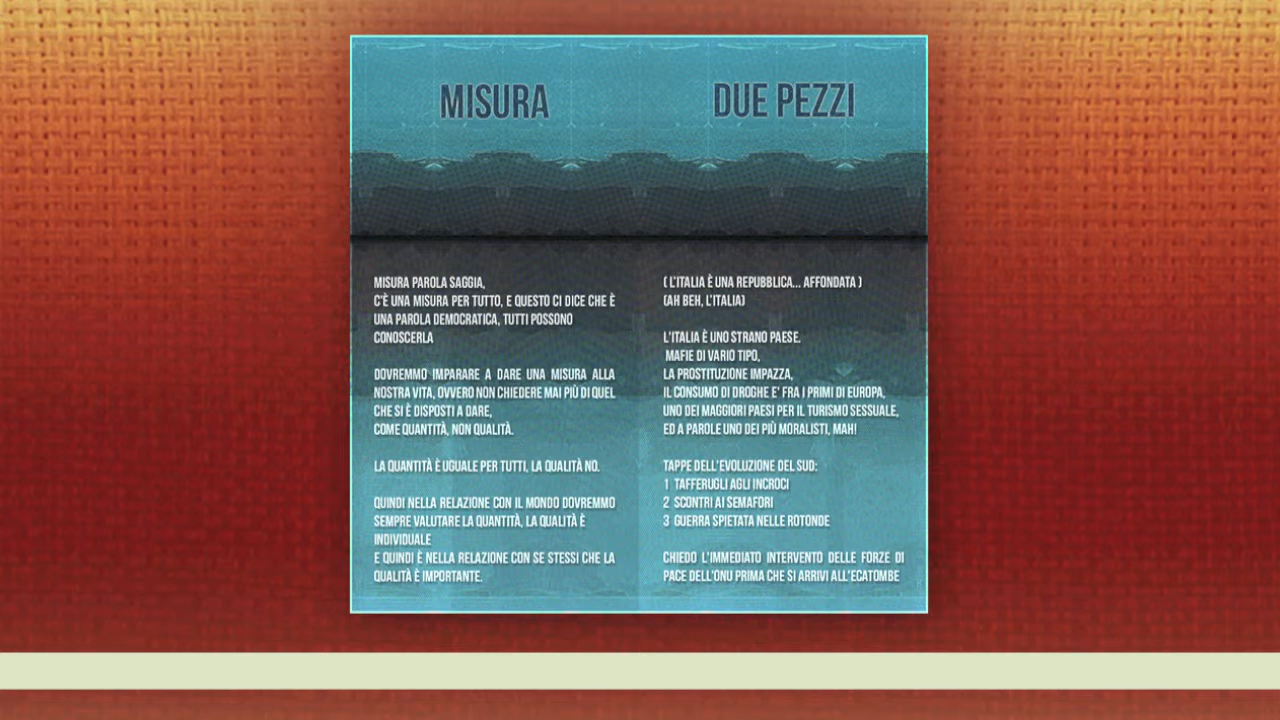 MISURA
MISURA PAROLA SAGGIA,
C'È UNA MISURA PER TUTTO, E QUESTO CI DICE CHE È
UNA PAROLA DEMOCRATICA, TUTTI POSSONO
CONOSCERLA
DOVREMMO IMPARARE A DARE UNA MISURA ALLA
NOSTRA VITA, OVVERO NON CHIEDERE MAI PIÙ DI QUEL
CHE SI È DISPOSTI A DARE,
COME QUANTITÀ, NON QUALITÀ.
LA QUANTITÀ È UGUALE PER TUTTI, LA QUALITÀ NO.
QUINDI NELLA RELAZIONE CON IL MONDO DOVREMMO
SEMPRE VALUTARE LA QUANTITÀ, LA QUALITÀ È
INDIVIDUALE
E QUINDI È NELLA RELAZIONE CON SE STESSI CHE LA
QUALITÀ È IMPORTANTE.
DUE PEZZI
( L'ITALIA È UNA REPUBBLICA... AFFONDATA )
(AH BEH, L'ITALIA)
L'ITALIA È UNO STRANO PAESE.
MAFIE DI VARIO TIPO,
LA PROSTITUZIONE IMPAZZA,
IL CONSUMO DI DROGHE E' FRA I PRIMI DI EUROPA,
UNO DEI MAGGIORI PAESI PER IL TURISMO SESSUALE,
ED A PAROLE UNO DEI PIÙ MORALISTI, MAH!
TAPPE DELL'EVOLUZIONE DEL SUD:
1 TAFFERUGLI AGLI INCROCI
2 SCONTRI AI SEMAFORI
3 GUERRA SPIETATA NELLE ROTONDE
CHIEDO L'IMMEDIATO INTERVENTO DELLE FORZE DI
PACE DELL'ONU PRIMA CHE SI ARRIVI ALL'ECATOMBE